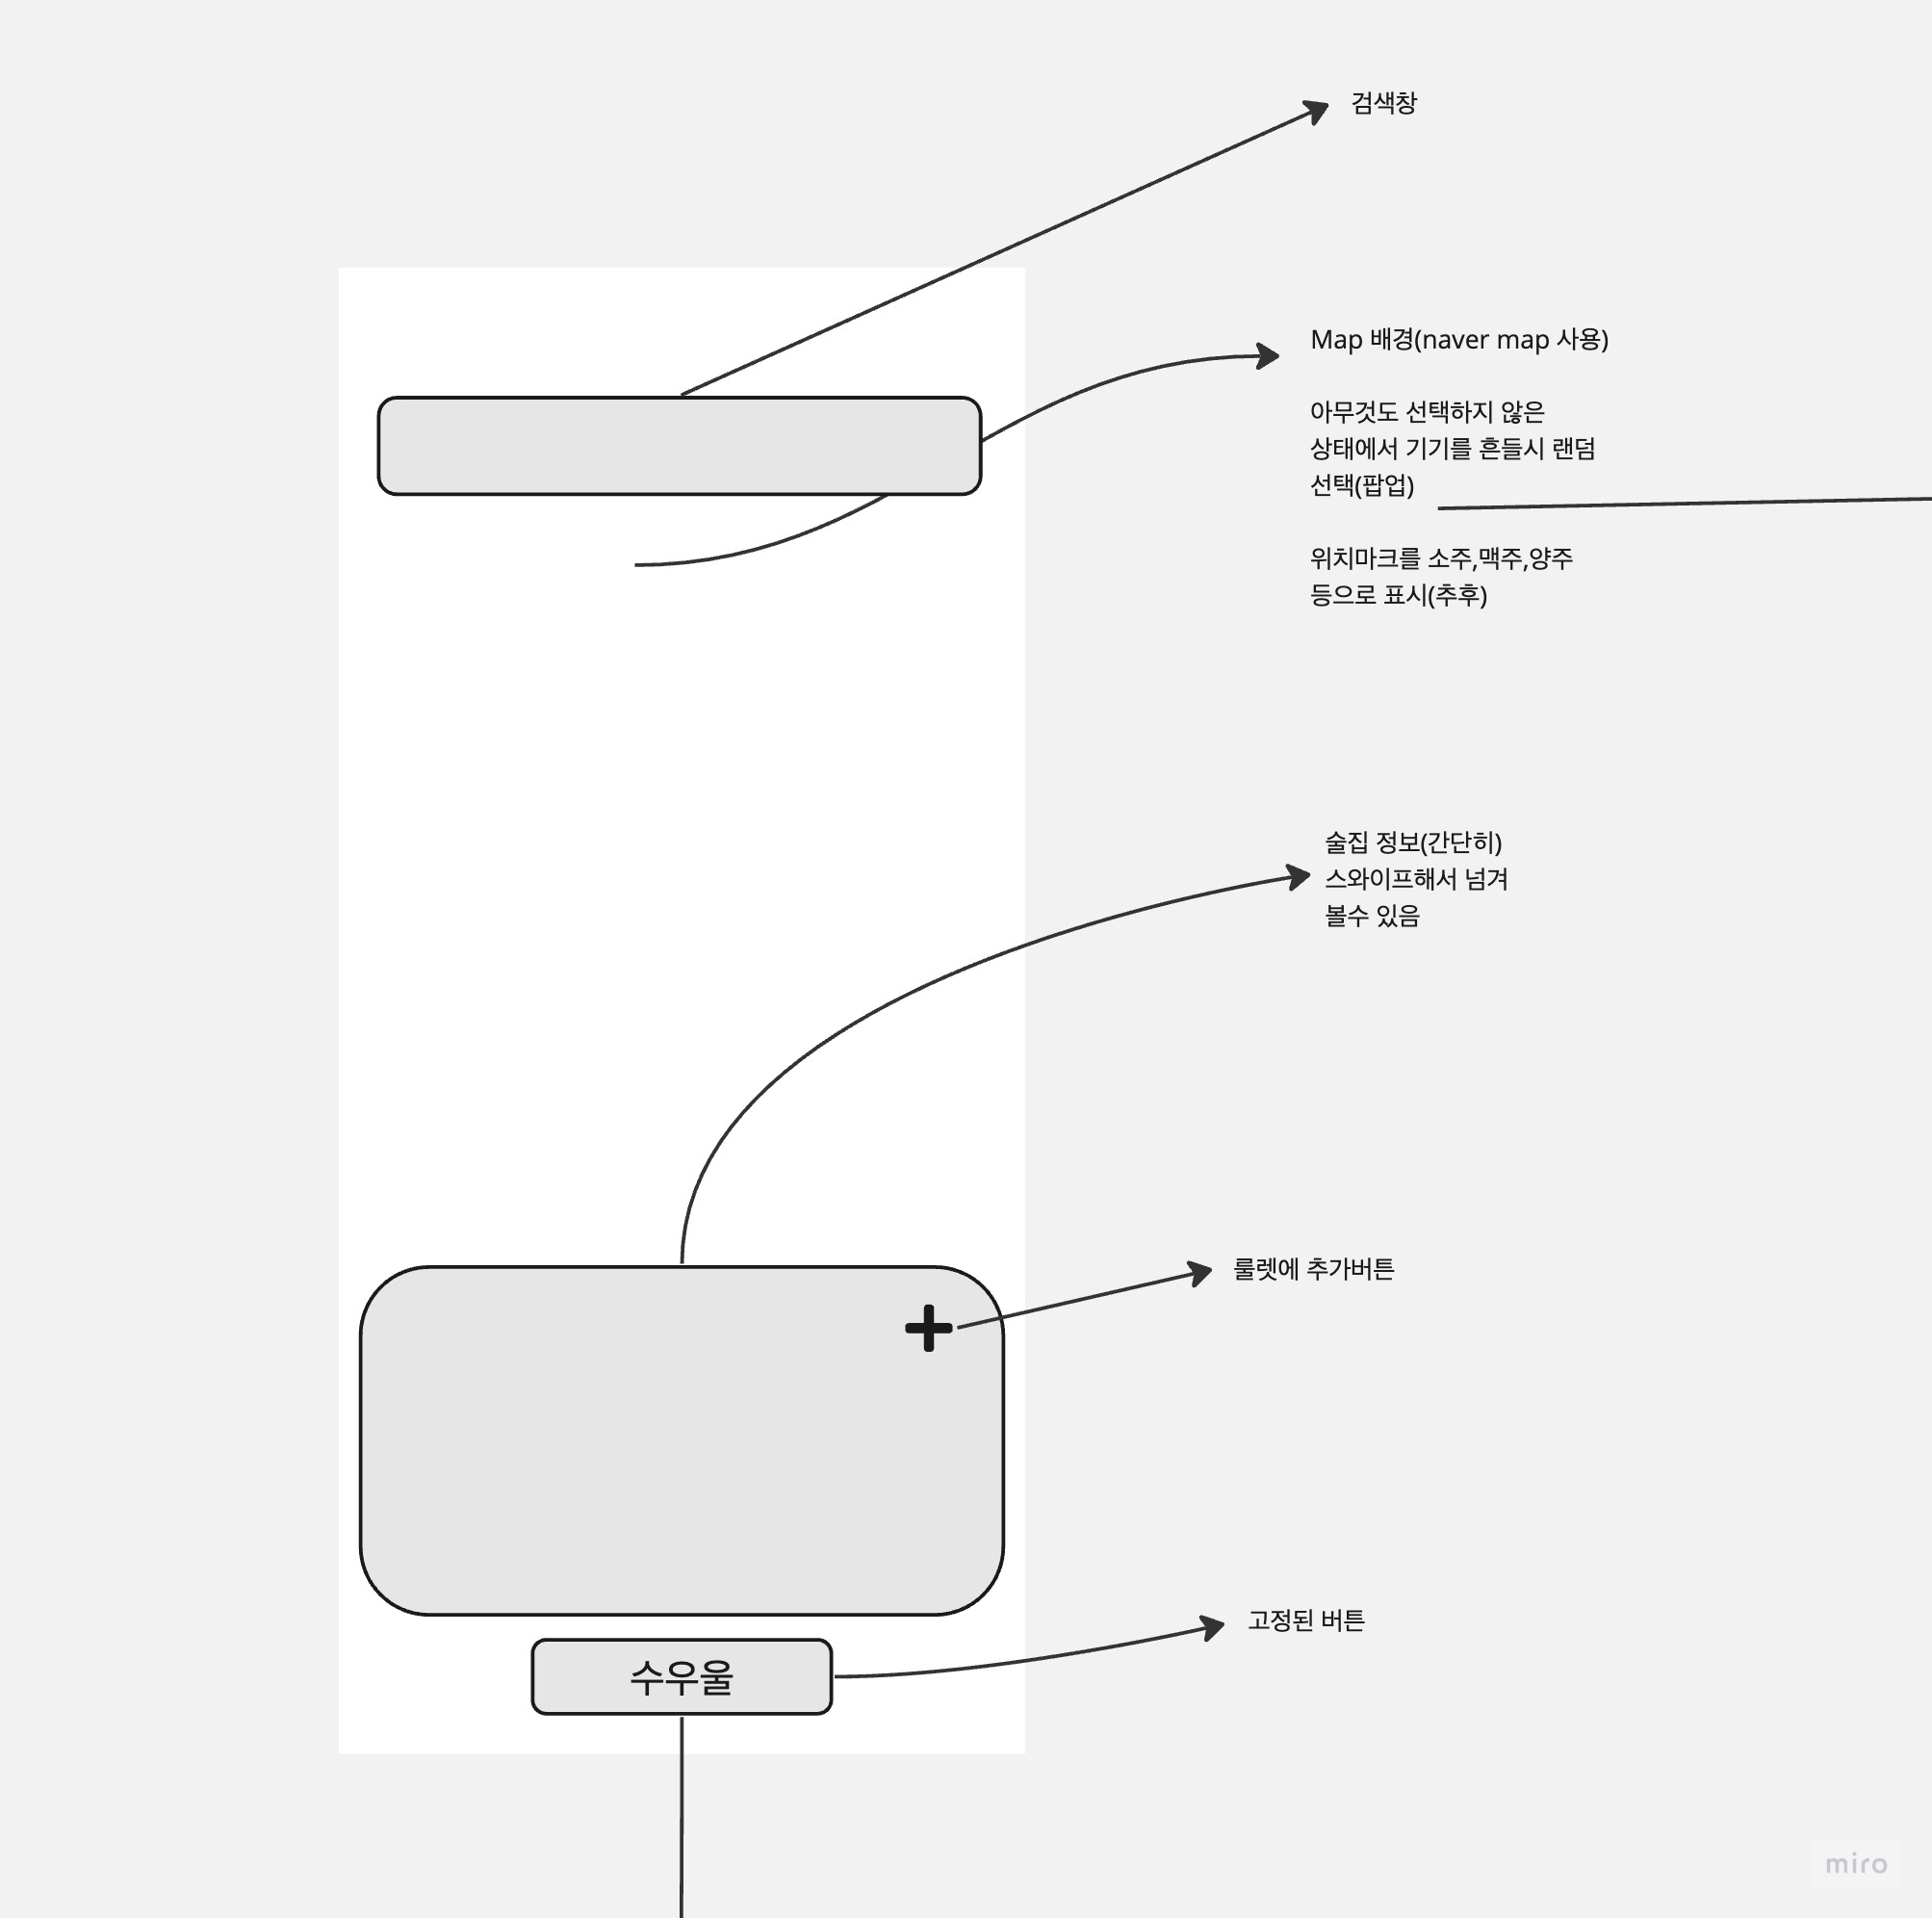 검색창
Map 배경(naver map 사용)
아무것도 선택하지 않은
상태에서 기기를 흔들시 랜덤
선택(팝업)
위치마크를 소주,맥주,양주
등으로 표시(추후)
술집 정보(간단히)
스와이프해서 넘겨
볼수 있음
룰렛에 추가버튼
고정된 버튼
수우울
miro